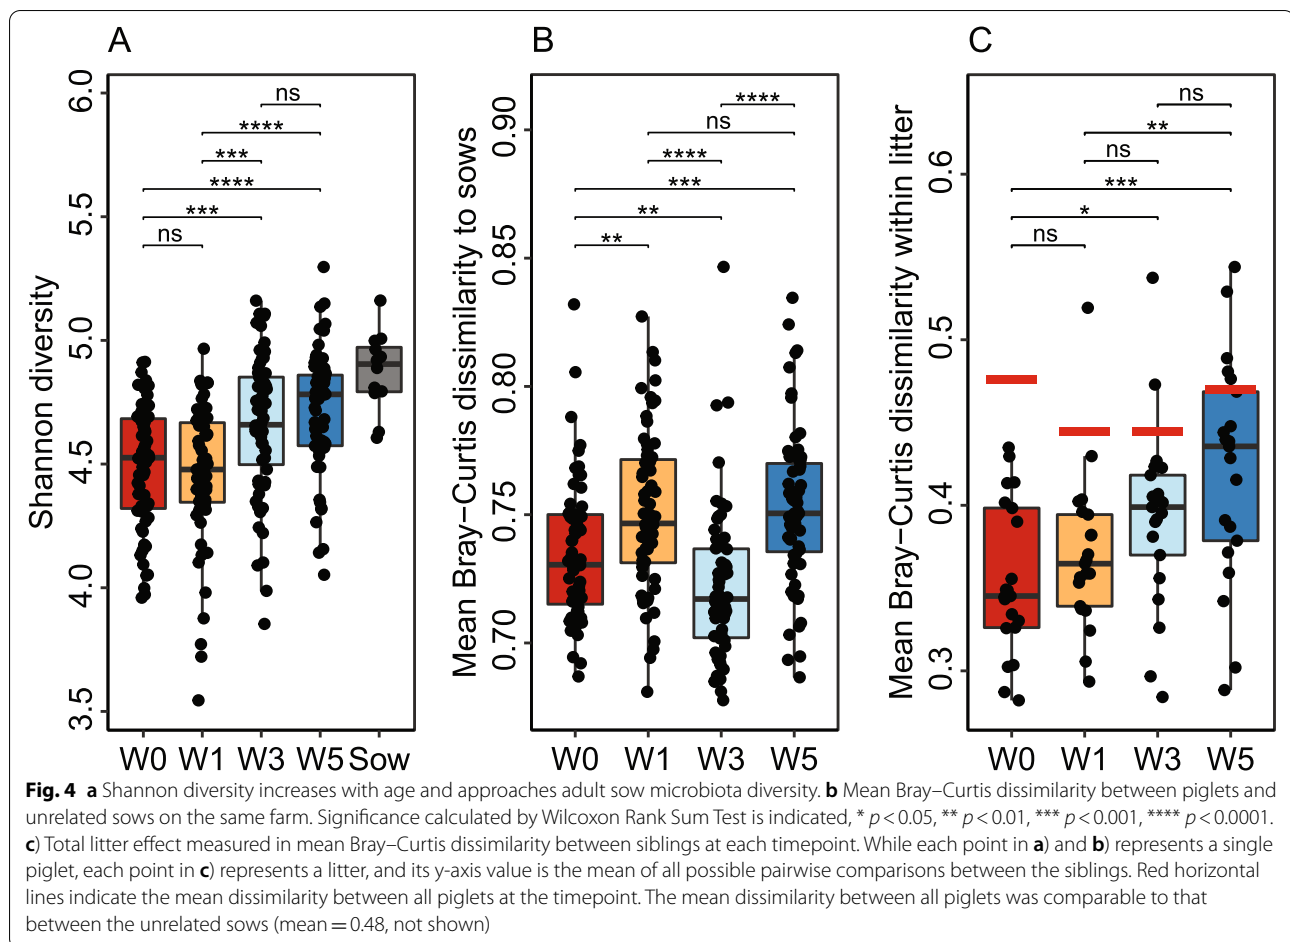 A
B
C
Shannon diversity
6.0
5.5
5.0
4.5
4.0
3.5
ns
****
***
****
***
ns
W0 W1 W3 W5 Sow
Mean Bray–Curtis dissimilarity to sows
0.90
0.85
0.80
0.75
0.70
****
ns
****
***
**
**
W0 W1 W3 W5
Mean Bray–Curtis dissimilarity within litter
0.6
0.5
0.4
0.3
ns
**
ns
***
*
ns
W0 W1 W3 W5
Fig. 4 a Shannon diversity increases with age and approaches adult sow microbiota diversity. b Mean Bray–Curtis dissimilarity between piglets and
unrelated sows on the same farm. Significance calculated by Wilcoxon Rank Sum Test is indicated, * p < 0.05, ** p < 0.01, *** p < 0.001, **** p < 0.0001.
c) Total litter effect measured in mean Bray–Curtis dissimilarity between siblings at each timepoint. While each point in a) and b) represents a single
piglet, each point in c) represents a litter, and its y-axis value is the mean of all possible pairwise comparisons between the siblings. Red horizontal
lines indicate the mean dissimilarity between all piglets at the timepoint. The mean dissimilarity between all piglets was comparable to that
between the unrelated sows (mean = 0.48, not shown)